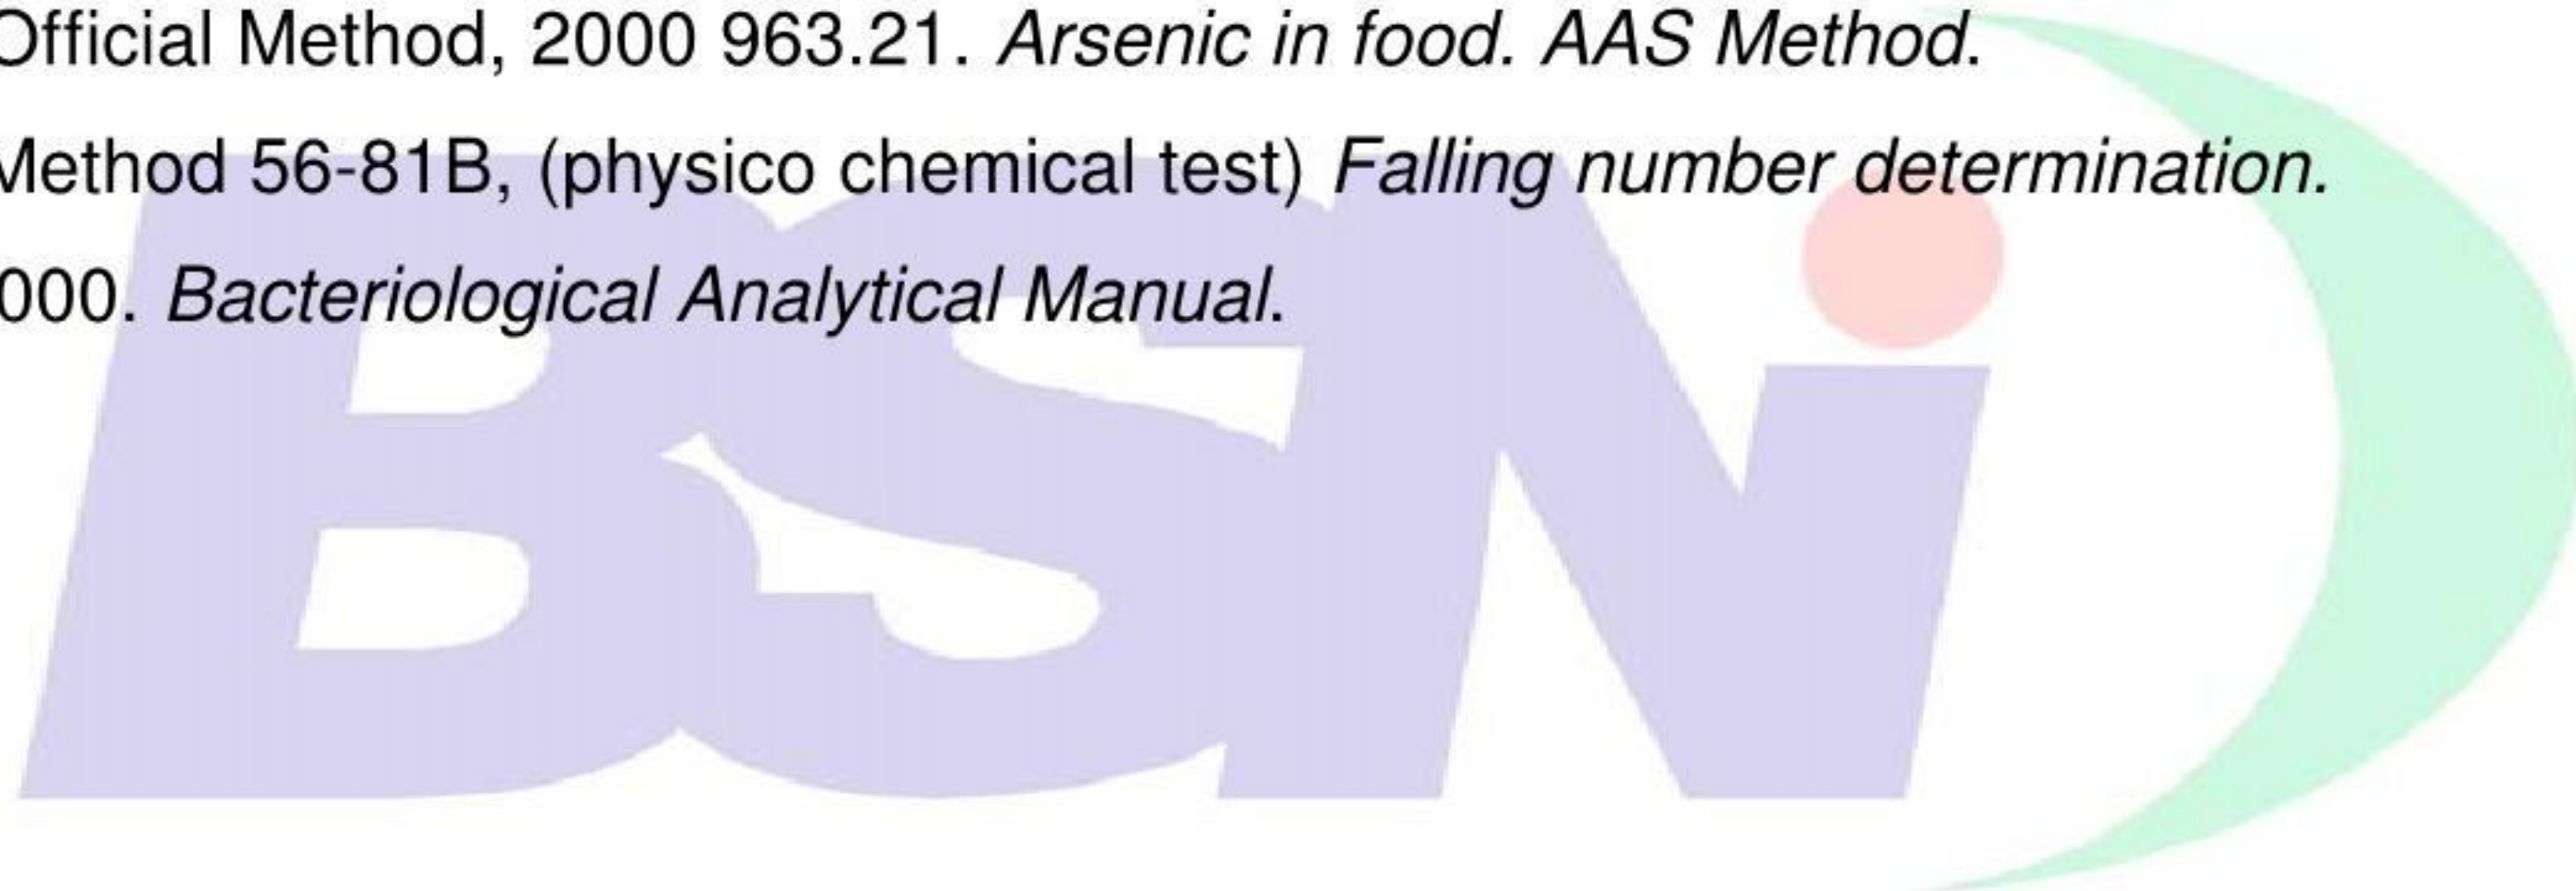 Official Method, 2000 963.21. Arsenic in food. AAS Method.
Method 56-81B, (physico chemical test) Falling number determination.
000. Bacteriological Analytical Manual.
BSNi